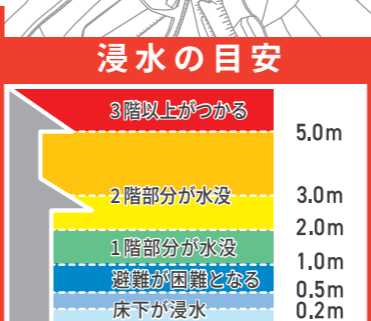 浸水の目安
3階以上がつかる
5.0m
2階部分が水没
3.0m
2.0m
1階部分が水没
1.0m
避難が困難となる
0.5m
床下が浸水
0.2m